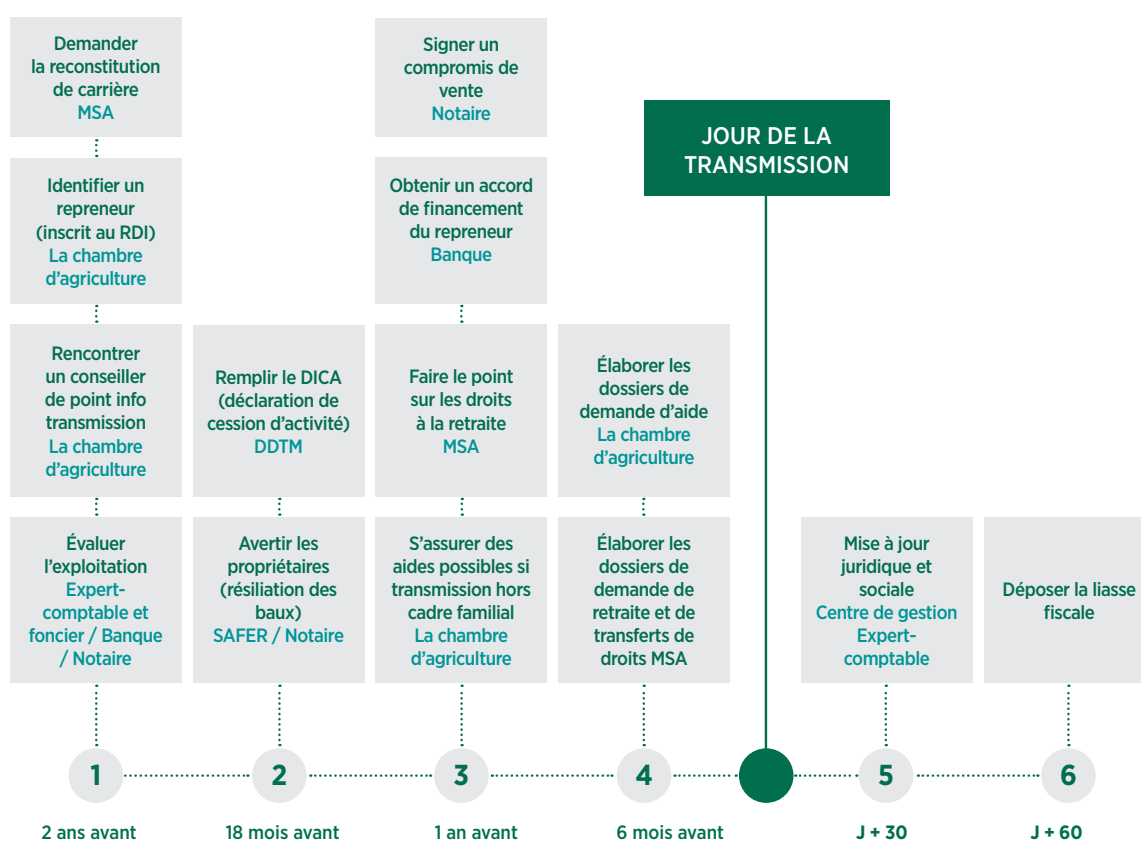 Demander
la reconstitution
de carrière
MSA
Identifier un
repreneur
(inscrit au RDI)
La chambre
d'agriculture
Rencontrer
un conseiller
de point info
transmission
La chambre
d'agriculture
Évaluer
l'exploitation
Expert-
comptable et
foncier / Banque
/ Notaire
Remplir le DICA
(déclaration de
cession d'activité)
DDTM
Avertir les
propriétaires
(résiliation des
baux)
SAFER / Notaire
Signer un
compromis de
vente
Notaire
Obtenir un accord
de financement
du repreneur
Banque
Faire le point
sur les droits
à la retraite
MSA
S'assurer des
aides possibles si
transmission hors
cadre familial
La chambre
d'agriculture
Élaborer les
dossiers de
demande d'aide
La chambre
d'agriculture
Élaborer les
dossiers de
demande de
retraite et de
transferts de
droits MSA
JOUR DE LA
TRANSMISSION
Mise à jour
juridique et
sociale
Centre de gestion
Expert-
comptable
Déposer la liasse
fiscale
1
2
3
4
5
6
2 ans avant
18 mois avant
1 an avant
6 mois avant
J + 30
J + 60